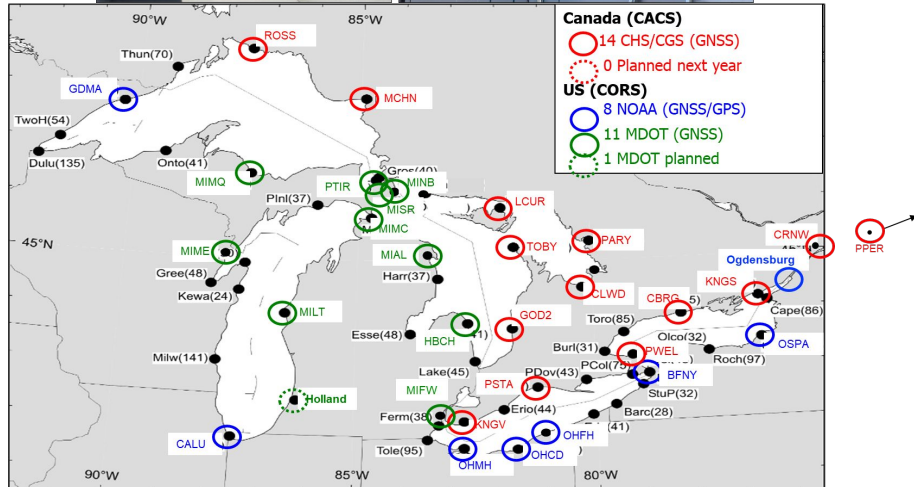 90°W
85°W
Canada (CACS)
14 CHS/CGS (GNSS)
0 Planned next year
US (CORS)
8 NOAA (GNSS/GPS)
11 MDOT (GNSS)
1 MDOT planned
ROSS
Thun(70)
GDMA
MCHN
TwoH(54)
Dulu(135)
Onto(41)
MIMQ
PTIR
Gros(40)
MINB
PInl(37)
MISR
MIMC
LCUR
45°N
MIME
MIAL
TOBY
PARY
CRNW
PPER
Gree(48)
Harr(37)
Ogdensburg
KNGS
Kewa(24)
CLWD
CBRG
Cape(86)
MILT
GOD2
Toro(85)
Olco(32)
OSPA
Esse(48)
HBCH
Burl(31)
PWEL
Roch(97)
Milw(141)
Lake(45)
PDov(43)
PCol(75)
BFNY
MIFW
PSTA
StuP(32)
Holland
Ferm(38)
Erio(44)
Barc(28)
KNGV
CALU
Tole(95)
OHFH
OHMH
OHCD
90°W
85°W
80°W